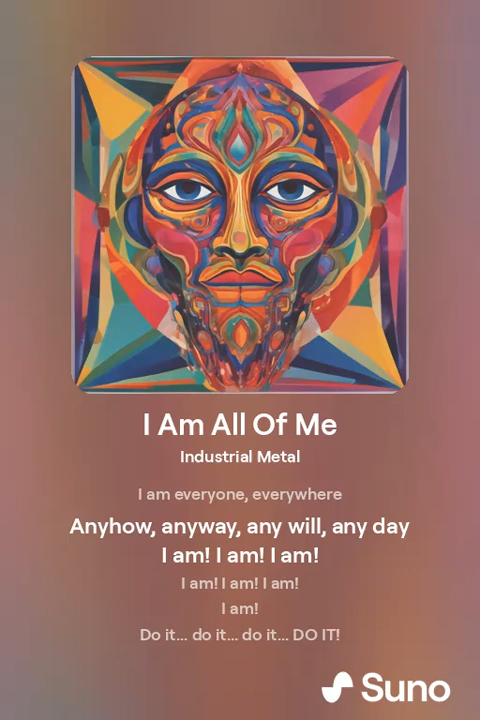 I Am All Of Me
Industrial Metal
I am everyone, everywhere
Anyhow, anyway, any will, any day
I am! I am! I am!
I am! I am! I am!
I am!
Do it... do it... do it... DO IT!
Suno